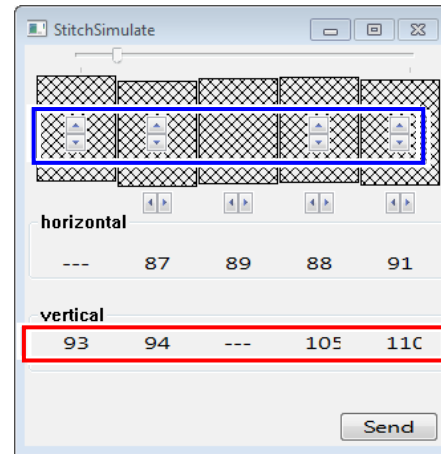 StitchSimulate
horizontal
--- 87 89 88 91
vertical
93 94 --- 105 110
Send